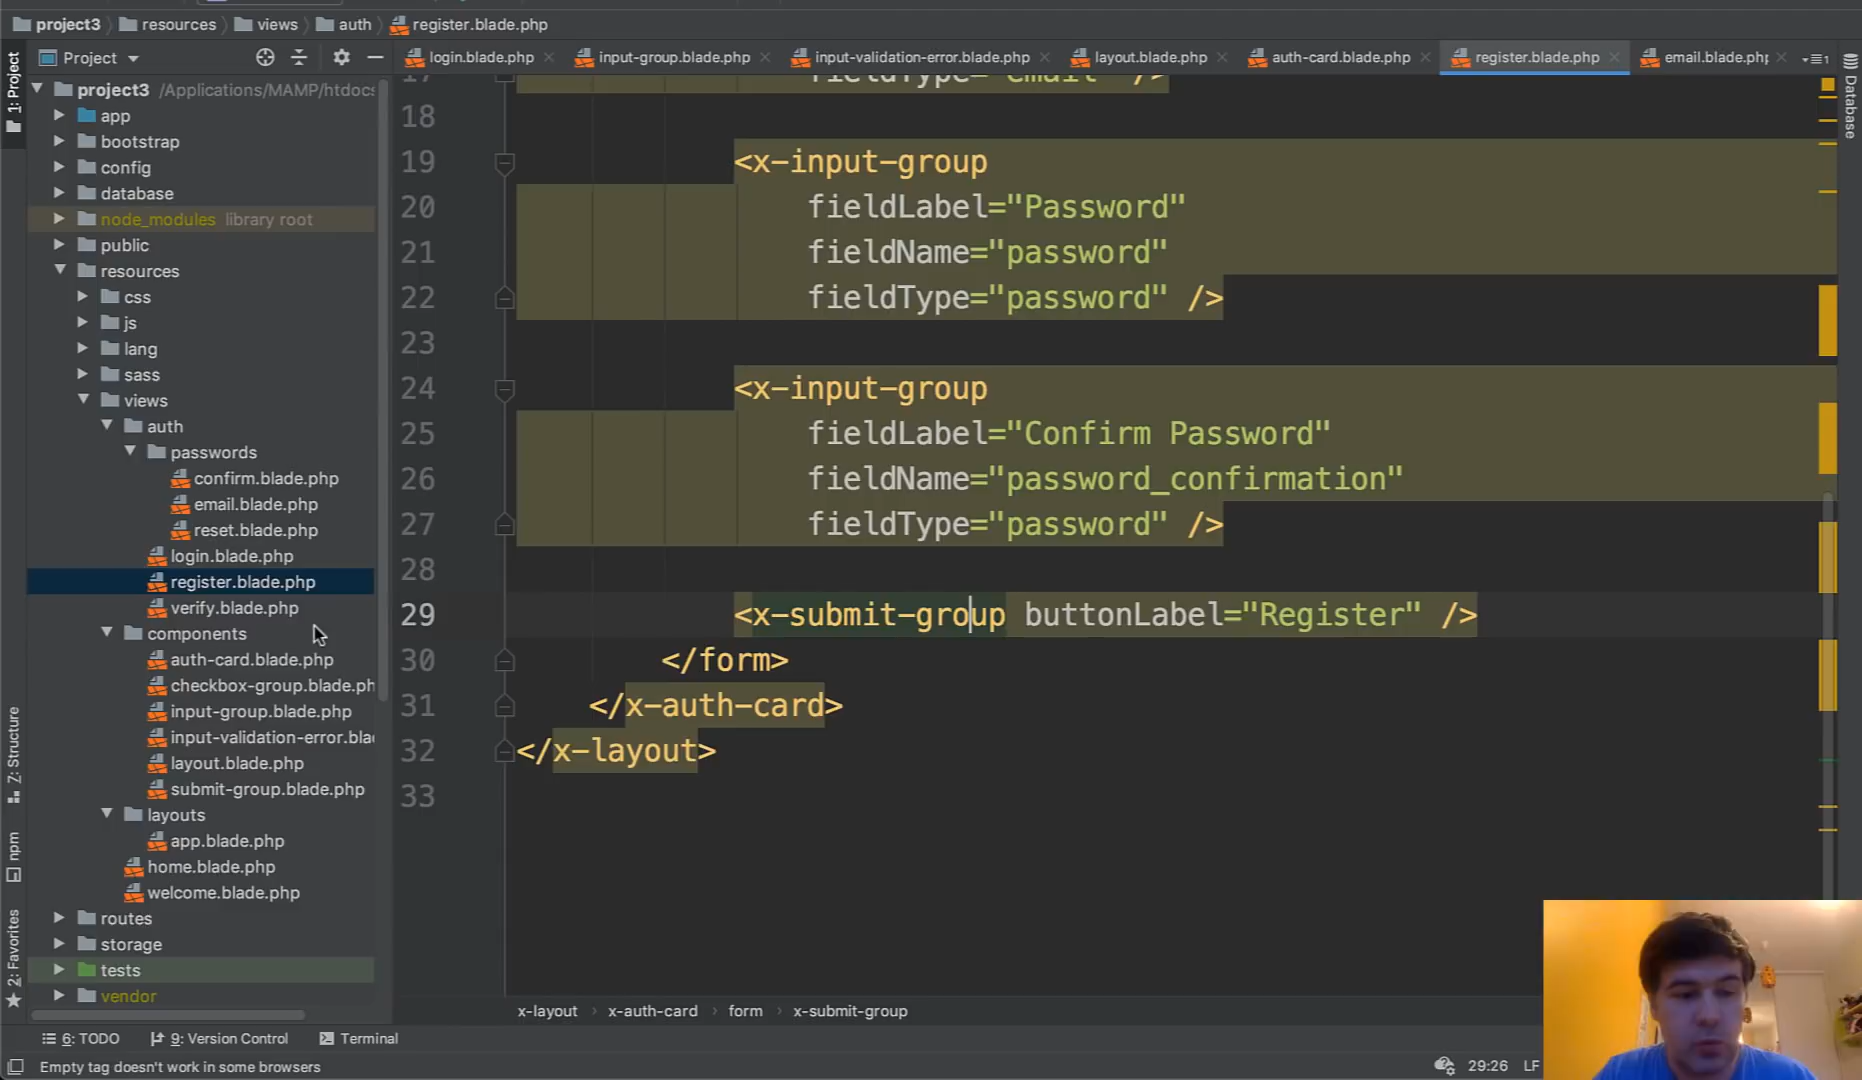 project3
resources
views
auth
register.blade.php
Project
login.blade.php
input-group.blade.php
input-validation-error.blade.php
layout.blade.php
auth-card.blade.php
register.blade.php
email.blade.php
1
1: Project
Database
project3 /Applications/MAMP/htdocs
app
bootstrap
config
database
node_modules library root
public
resources
css
js
lang
sass
views
auth
passwords
confirm.blade.php
email.blade.php
reset.blade.php
login.blade.php
register.blade.php
verify.blade.php
components
auth-card.blade.php
checkbox-group.blade.ph
input-group.blade.php
input-validation-error.bla
layout.blade.php
submit-group.blade.php
layouts
app.blade.php
home.blade.php
welcome.blade.php
routes
storage
tests
vendor
7: Structure
npm
2: Favorites
17 fieldType="email" />
18
19 <x-input-group
20 fieldLabel="Password"
21 fieldName="password"
22 fieldType="password" />
23
24 <x-input-group
25 fieldLabel="Confirm Password"
26 fieldName="password_confirmation"
27 fieldType="password" />
28
29 <x-submit-group buttonLabel="Register" />
30 </form>
31 </x-auth-card>
32 </x-layout>
33
x-layout › x-auth-card › form › x-submit-group
6: TODO
9: Version Control
Terminal
Empty tag doesn't work in some browsers
29:26
LF